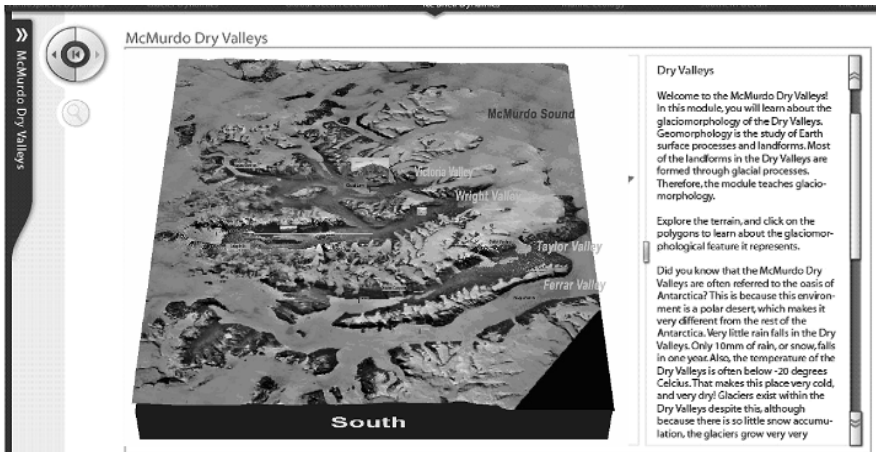 McMurdo Dry Valleys
McMurdo Dry Valleys
McMurdo Sound
Victoria Valley
Wright Valley
Taylor Valley
Ferrar Valley
South
Dry Valleys
Welcome to the McMurdo Dry Valleys!
In this module, you will learn about the
glaciomorphology of the Dry Valleys.
Geomorphology is the study of Earth
surface processes and landforms. Most
of the landforms in the Dry Valleys are
formed through glacial processes.
Therefore, the module teaches glacio-
morphology.
Explore the terrain, and click on the
polygons to learn about the glaciomor-
phological feature it represents.
Did you know that the McMurdo Dry
Valleys are often referred to the oasis of
Antarctica? This is because this environ-
ment is a polar desert, which makes it
very different from the rest of the
Antarctica. Very little rain falls in the Dry
Valleys. Only 10mm of rain, or snow, falls
in one year. Also, the temperature of the
Dry Valleys is often below -20 degrees
Celcius. That makes this place very cold,
and very dry! Glaciers exist within the
Dry Valleys despite this, although
because there is so little snow accumu-
lation, the glaciers grow very very